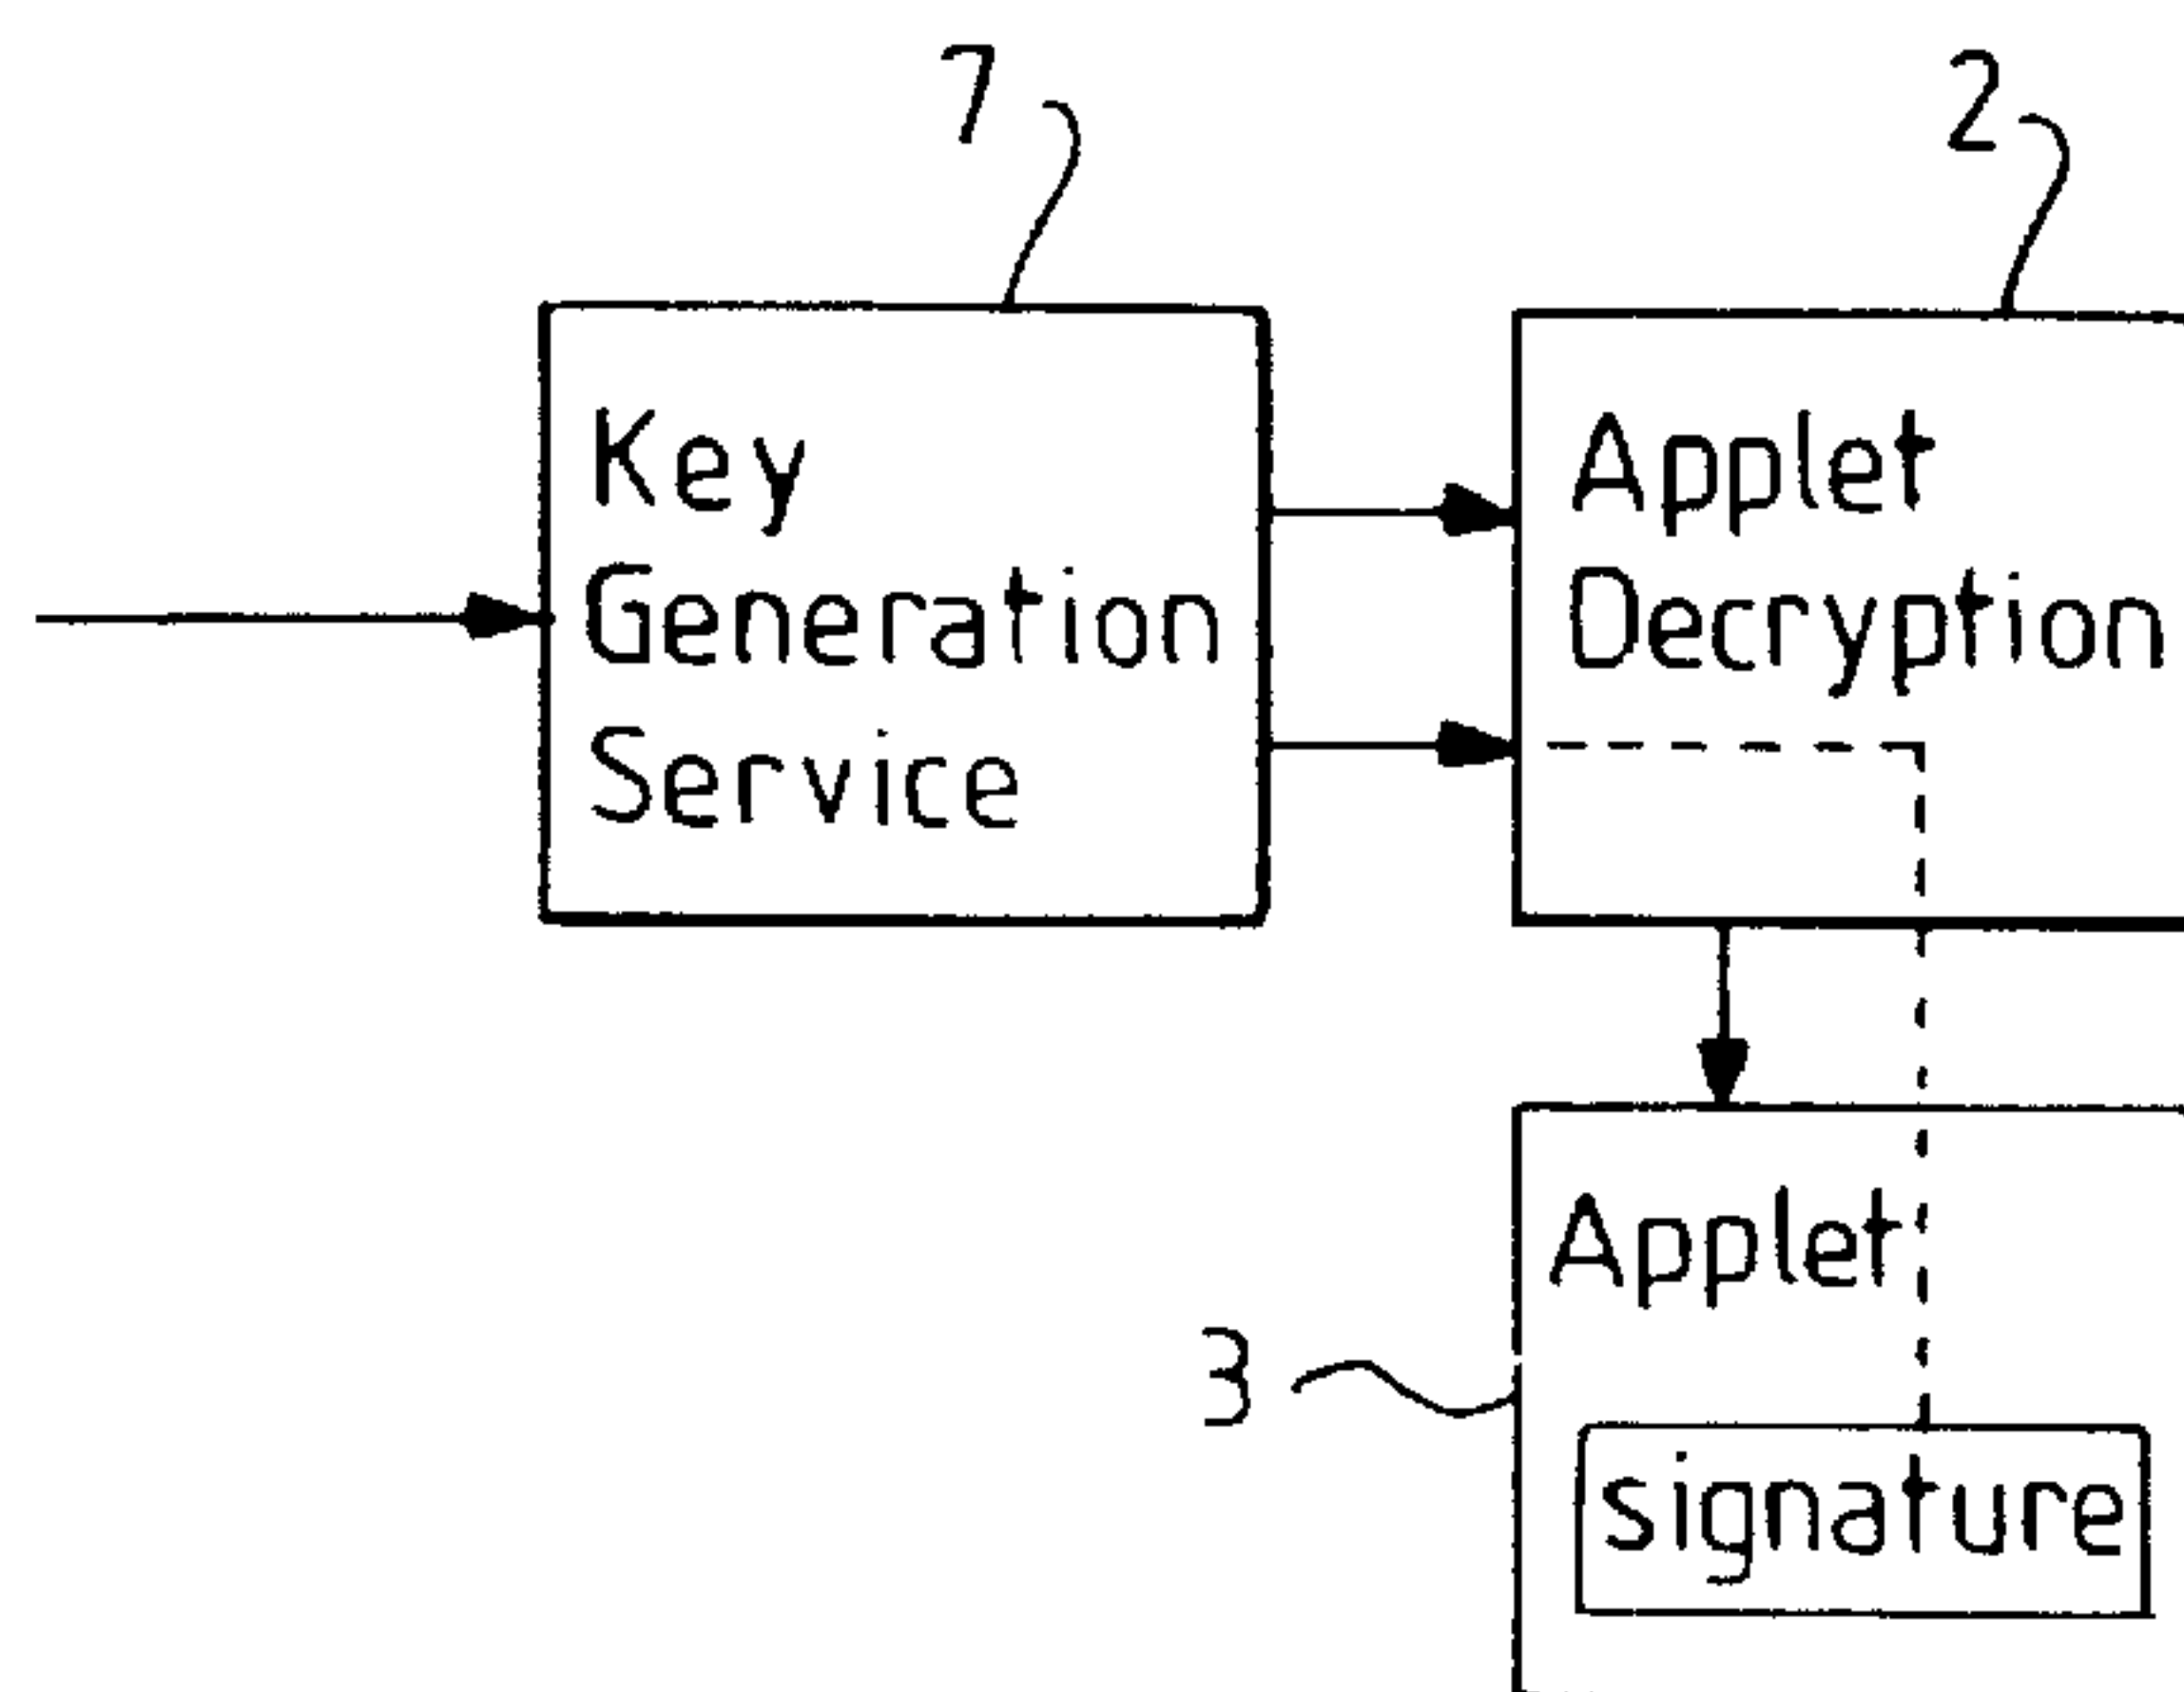 7
2
Key
Generation
Service
Applet
Decryption
Applet
3
signature